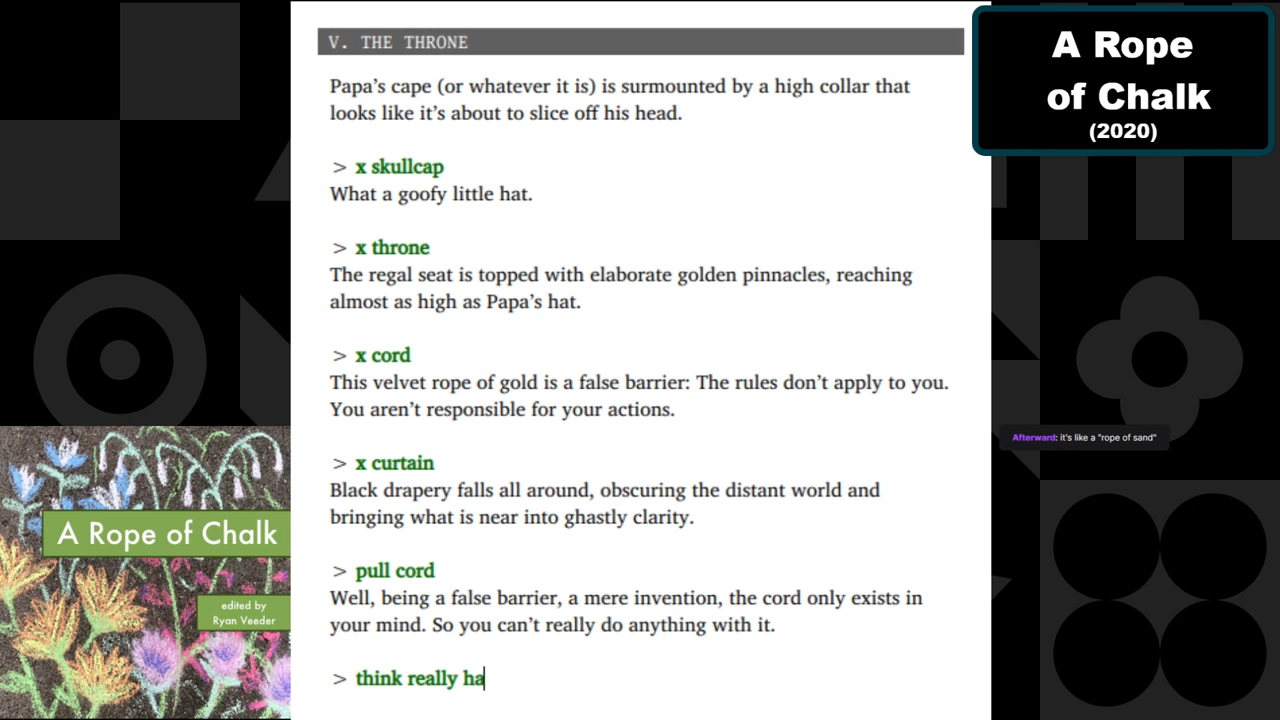 V. THE THRONE
Papa’s cape (or whatever it is) is surmounted by a high collar that
looks like it’s about to slice off his head.
> x skullcap
What a goofy little hat.
> x throne
The regal seat is topped with elaborate golden pinnacles, reaching
almost as high as Papa’s hat.
> x cord
This velvet rope of gold is a false barrier: The rules don’t apply to you.
You aren’t responsible for your actions.
> x curtain
Black drapery falls all around, obscuring the distant world and
bringing what is near into ghastly clarity.
> pull cord
Well, being a false barrier, a mere invention, the cord only exists in
your mind. So you can’t really do anything with it.
> think really ha
A Rope
of Chalk
(2020)
Afterward: it's like a "rope of sand"
A Rope of Chalk
edited by
Ryan Veeder